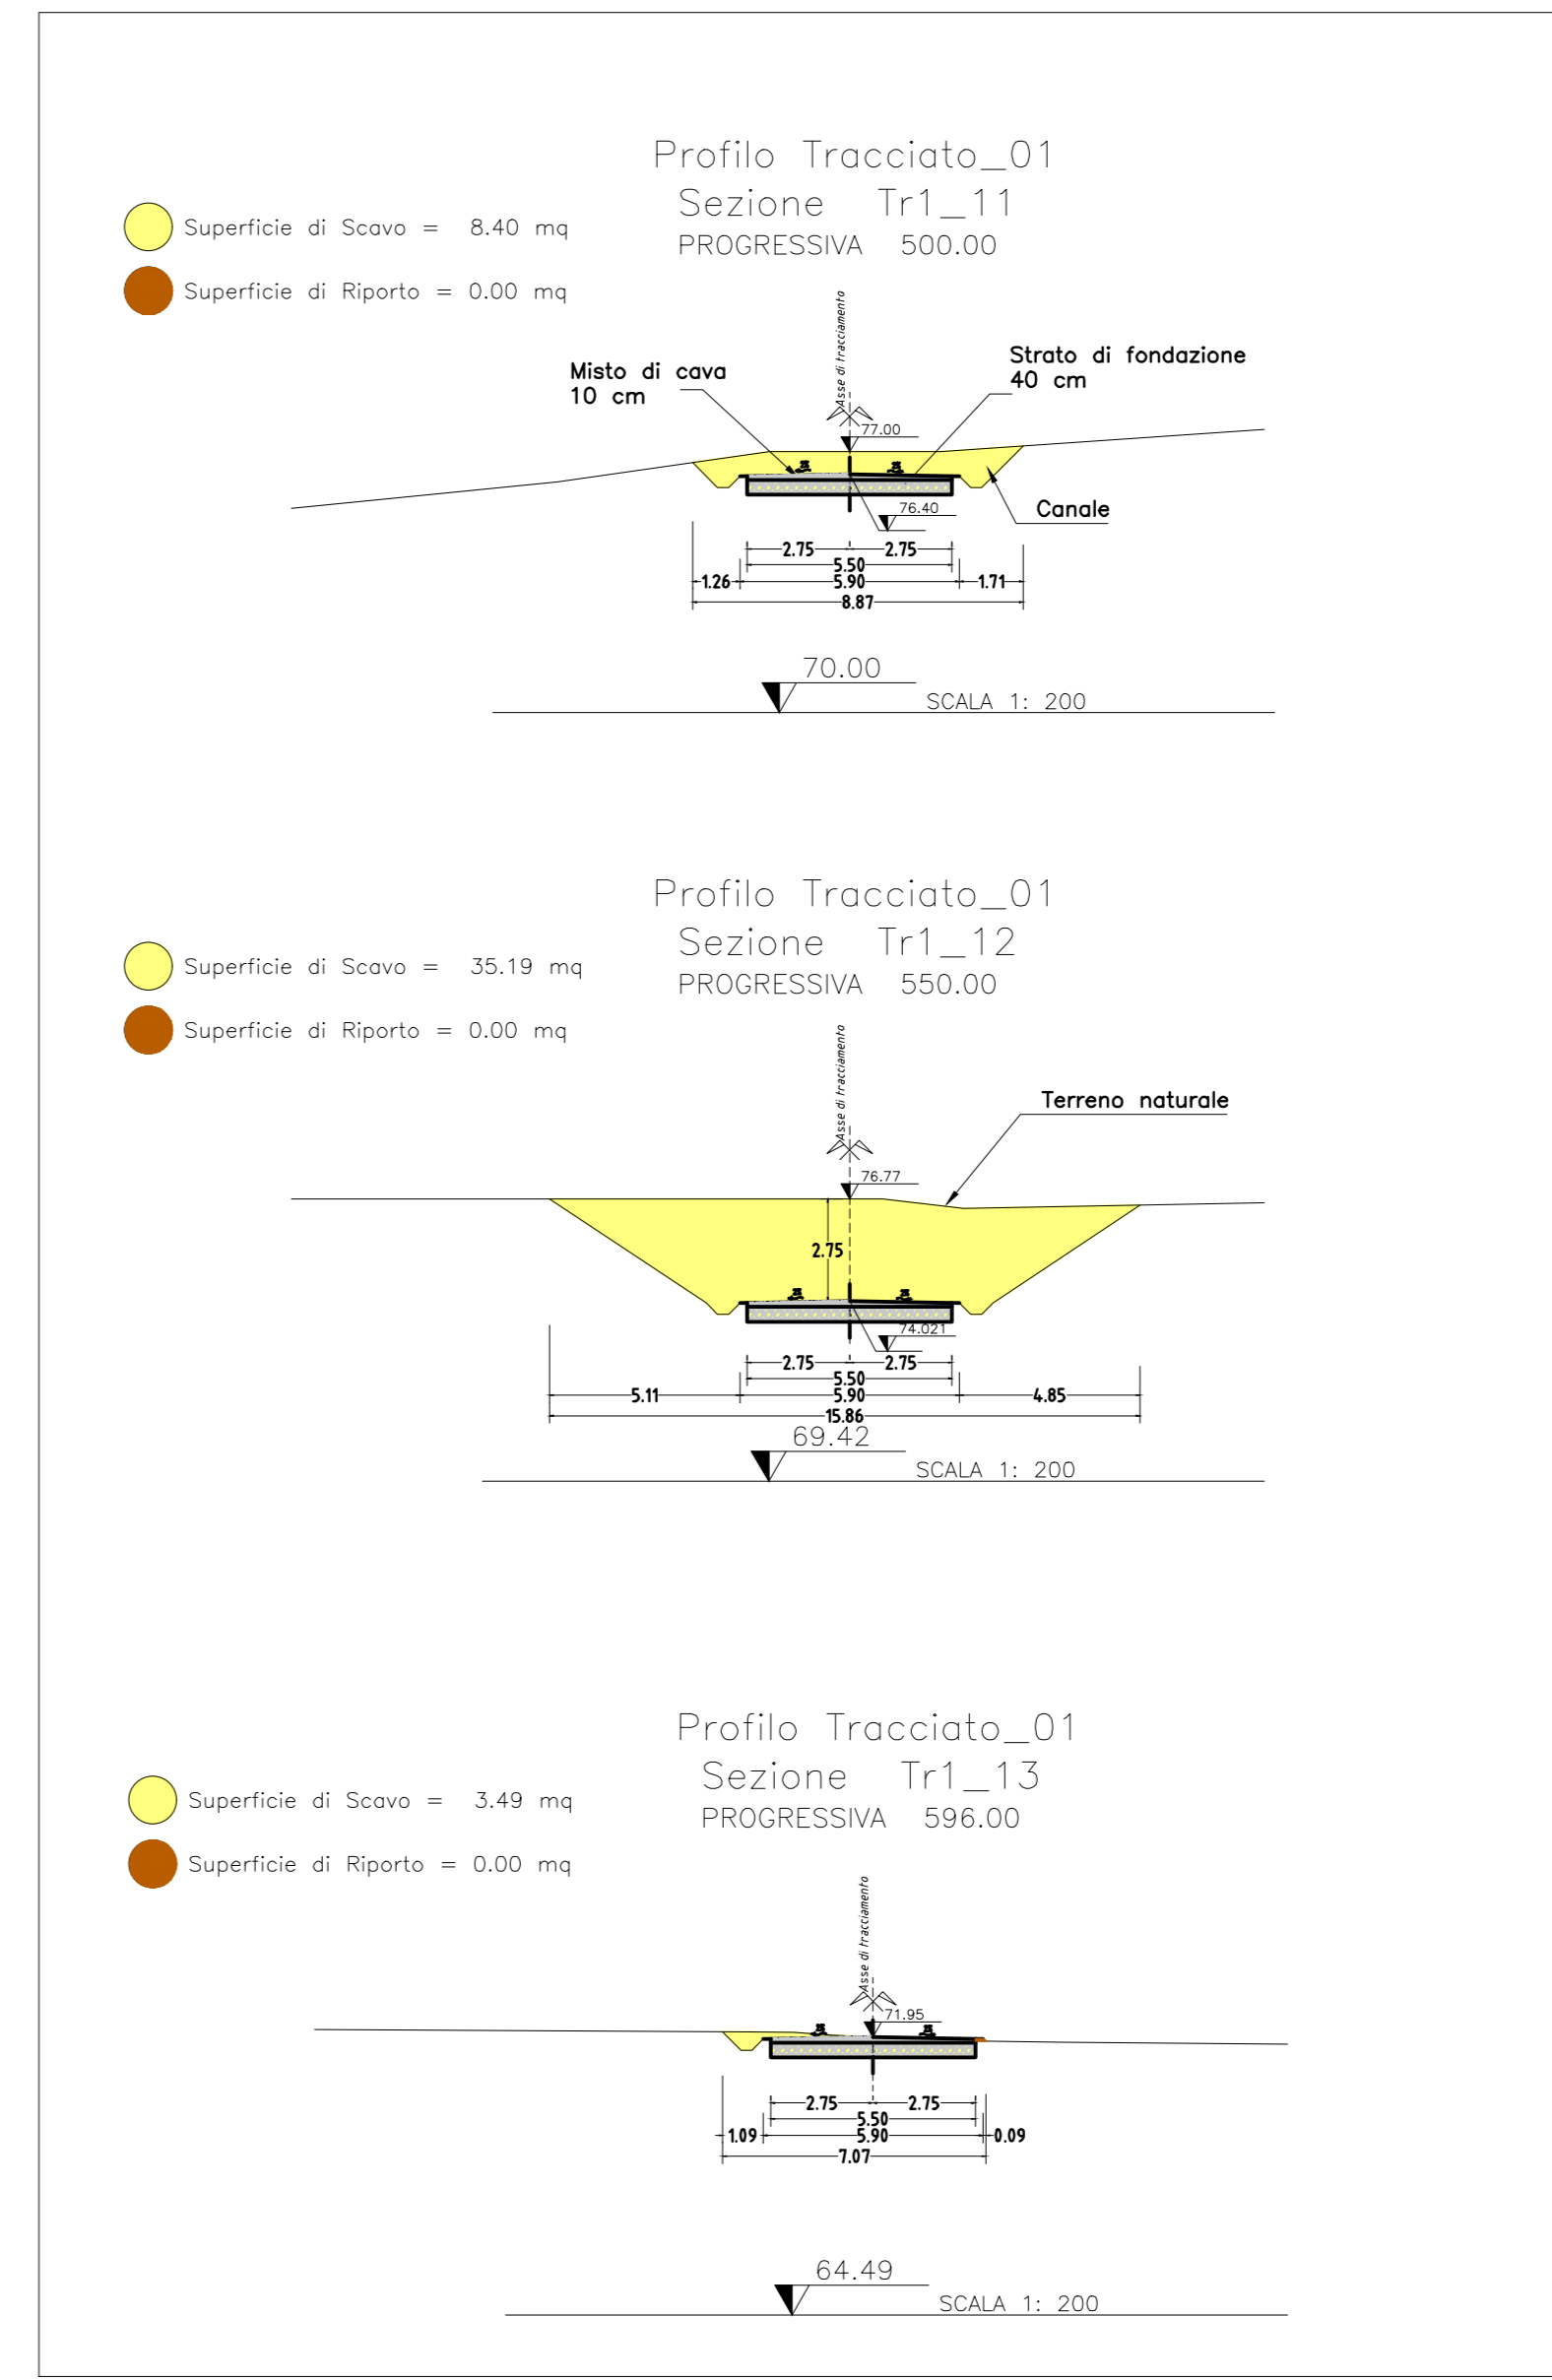 Profilo Tracciato_01
Sezione Tr1_11
PROGRESSIVA 500.00
Superficie di Scavo = 8.40 mq
Superficie di Riporto = 0.00 mq
Asse di tracciamento
Misto di cava
10 cm
Strato di fondazione
40 cm
77.00
76.40
Canale
2.75 2.75
5.50
1.26 5.90 1.71
8.87
70.00
SCALA 1: 200
Profilo Tracciato_01
Sezione Tr1_12
PROGRESSIVA 550.00
Superficie di Scavo = 35.19 mq
Superficie di Riporto = 0.00 mq
Asse di tracciamento
Terreno naturale
76.77
2.75
74.021
2.75 2.75
5.50
5.11 5.90 4.85
15.86
69.42
SCALA 1: 200
Profilo Tracciato_01
Sezione Tr1_13
PROGRESSIVA 596.00
Superficie di Scavo = 3.49 mq
Superficie di Riporto = 0.00 mq
Asse di tracciamento
71.95
2.75 2.75
5.50
1.09 5.90 0.09
7.07
64.49
SCALA 1: 200